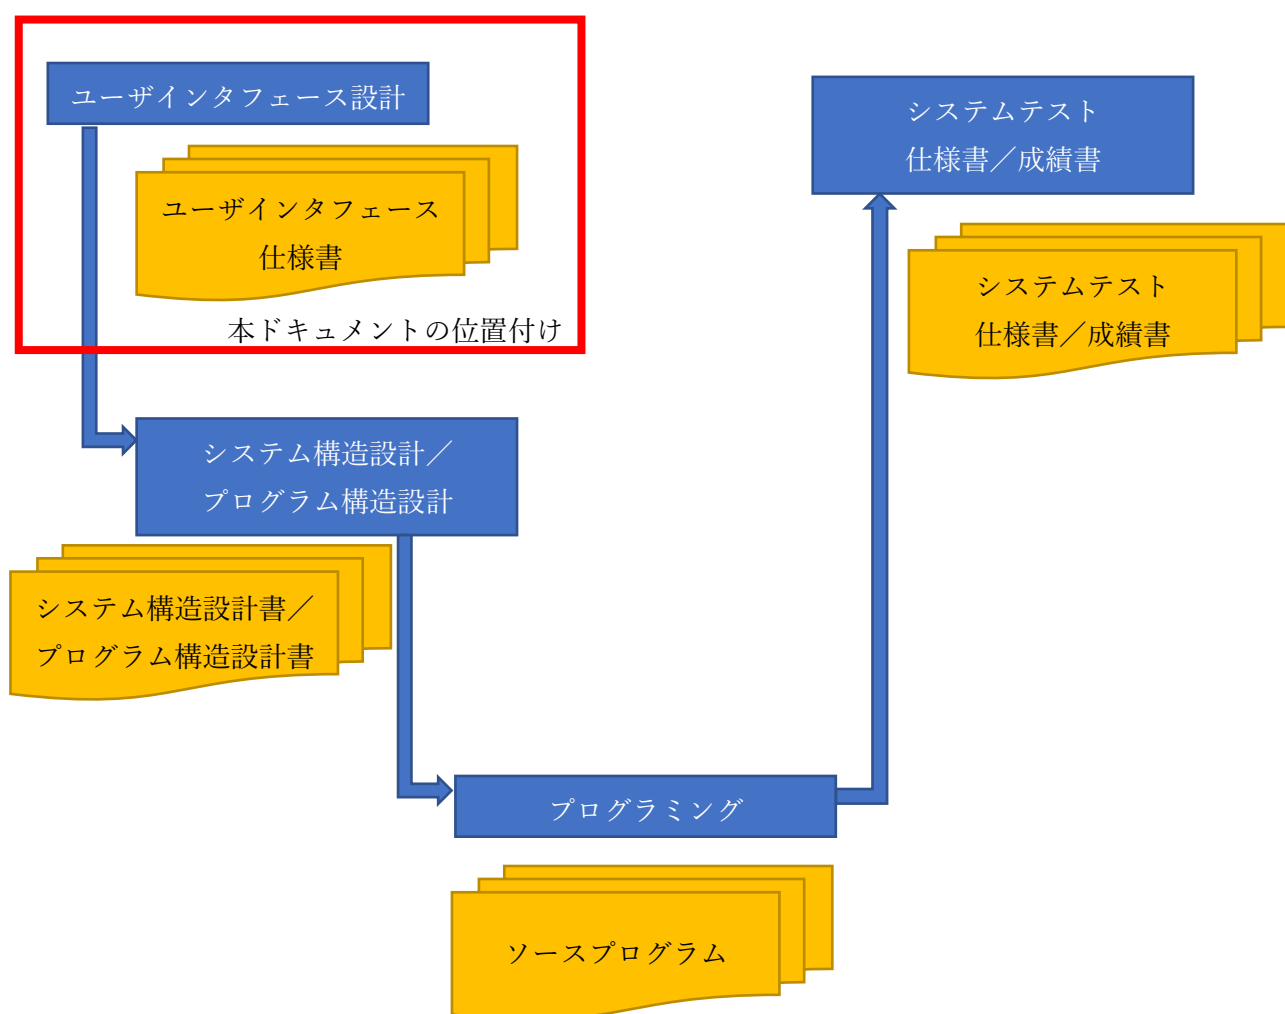 ユーザインタフェース設計
ユーザインタフェース
仕様書
本ドキュメントの位置付け
システム構造設計／
プログラム構造設計
システム構造設計書／
プログラム構造設計書
プログラミング
ソースプログラム
システムテスト
仕様書／成績書
システムテスト
仕様書／成績書